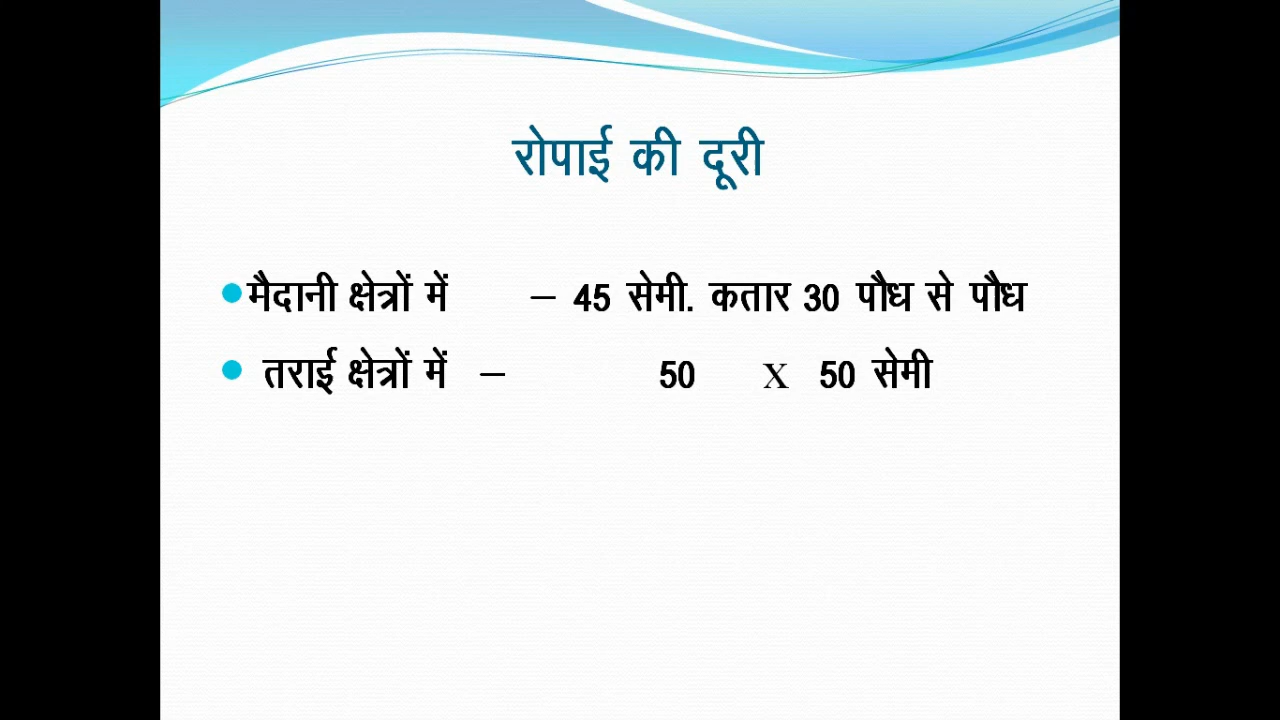 रोपाई की दूरी
मैदानी क्षेत्रों में – 45 सेमी. कतार 30 पौध से पौध
तराई क्षेत्रों में – 50 X 50 सेमी